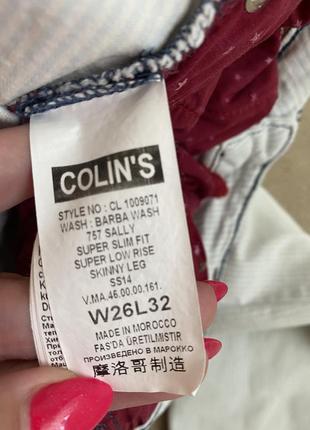 COLIN'S
STYLE NO : CL 1009071
WASH : BARBA WASH
757 SALLY
SUPER SLIM FIT
SUPER LOW RISE
SKINNY LEG
SS14
V.MA.46.00.00.161.
W26L32
MADE IN MOROCCO
FAS'DA ÜRETILMISTIR
ПРОИЗВЕДЕНО В МАРОККО
摩洛哥制造